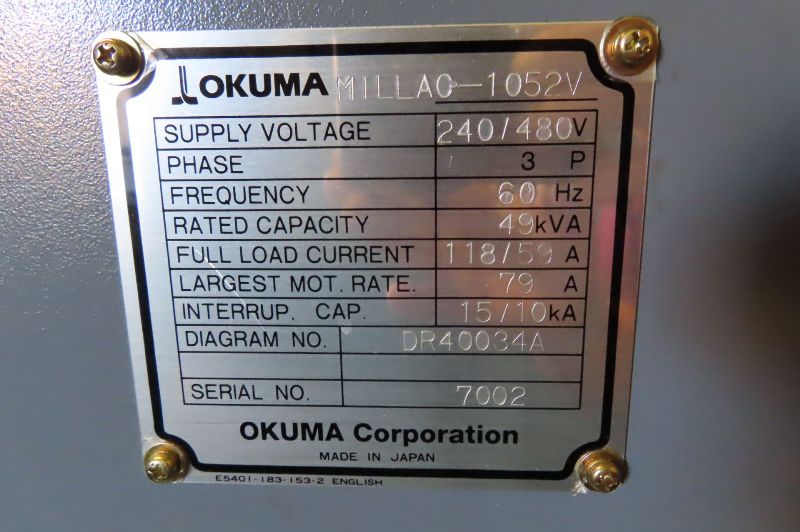 OKUMA MILLAC-1052V
SUPPLY VOLTAGE 240/480V
PHASE 3 P
FREQUENCY 60 Hz
RATED CAPACITY 49kVA
FULL LOAD CURRENT 118/59 A
LARGEST MOT. RATE. 79 A
INTERRUP. CAP. 15/10kA
DIAGRAM NO. DR40034A
SERIAL NO. 7002
OKUMA Corporation
MADE IN JAPAN
E5401-183-153-2 ENGLISH